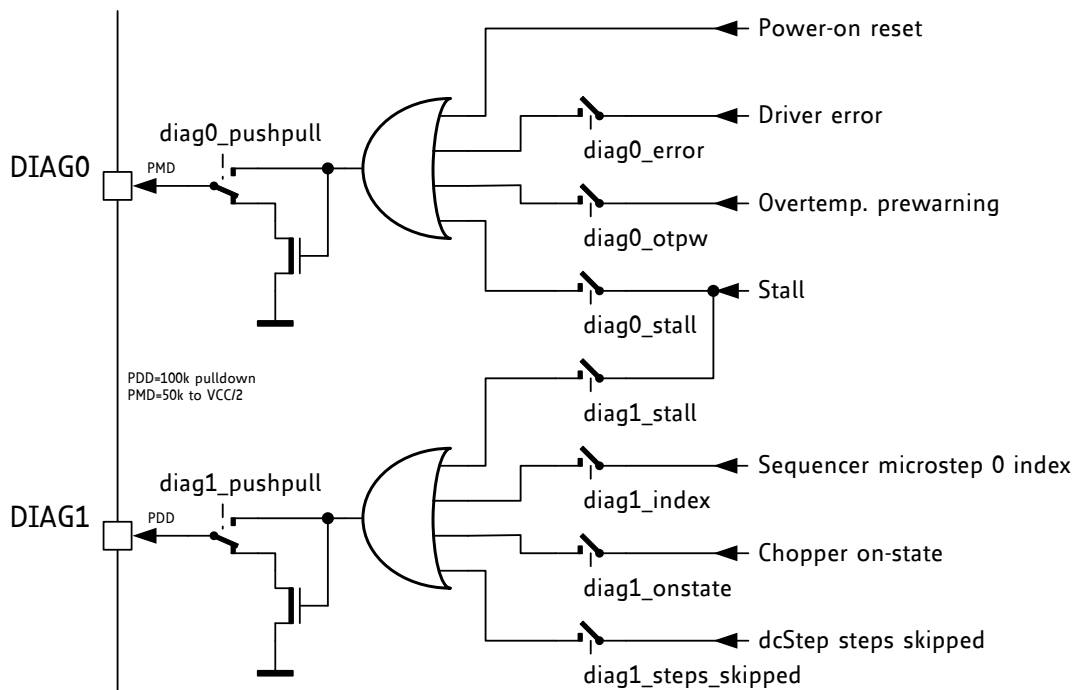 Power-on reset
Driver error
diag0_pushpull
diag0_error
DIAG0
PMD
Overtemp. prewarning
diag0_otpw
Stall
diag0_stall
PDD=100k pulldown
PMD=50k to VCC/2
diag1_stall
Sequencer microstep 0 index
diag1_pushpull
diag1_index
DIAG1
PDD
Chopper on-state
diag1_onstate
dcStep steps skipped
diag1_steps_skipped